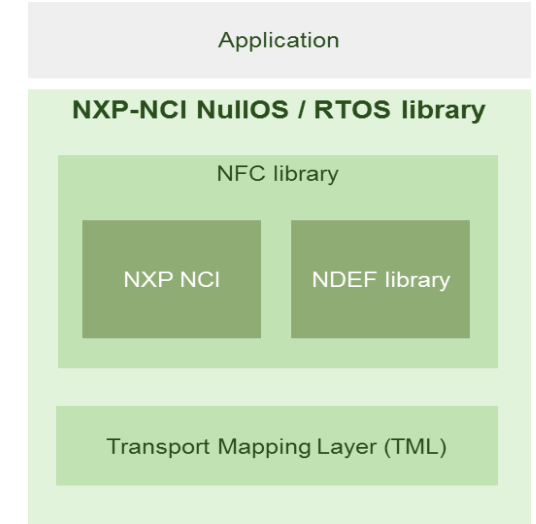 Application
NXP-NCI NullOS / RTOS library
NFC library
NXP NCI
NDEF library
Transport Mapping Layer (TML)